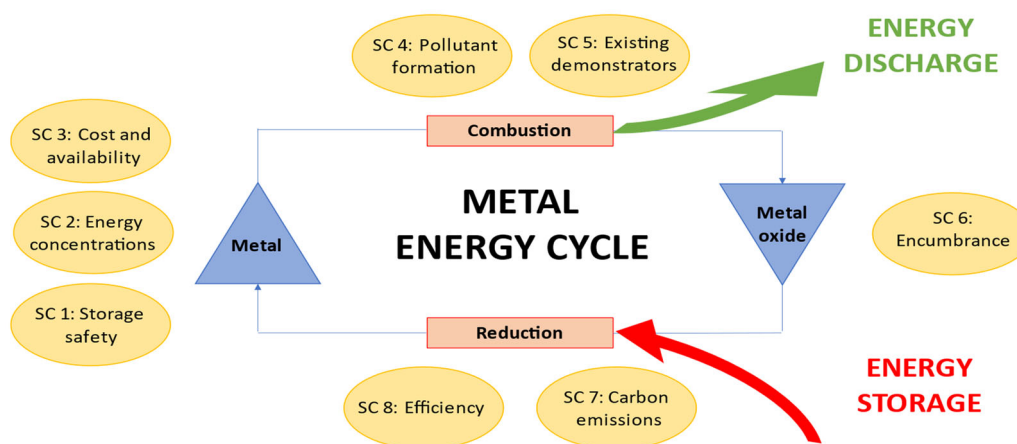 SC 4: Pollutant
formation
SC 5: Existing
demonstrators
ENERGY
DISCHARGE
SC 3: Cost and
availability
Combustion
SC 2: Energy
concentrations
Metal
METAL
ENERGY CYCLE
Metal
oxide
SC 6:
Encumbrance
SC 1: Storage
safety
Reduction
ENERGY
STORAGE
SC 8: Efficiency
SC 7: Carbon
emissions